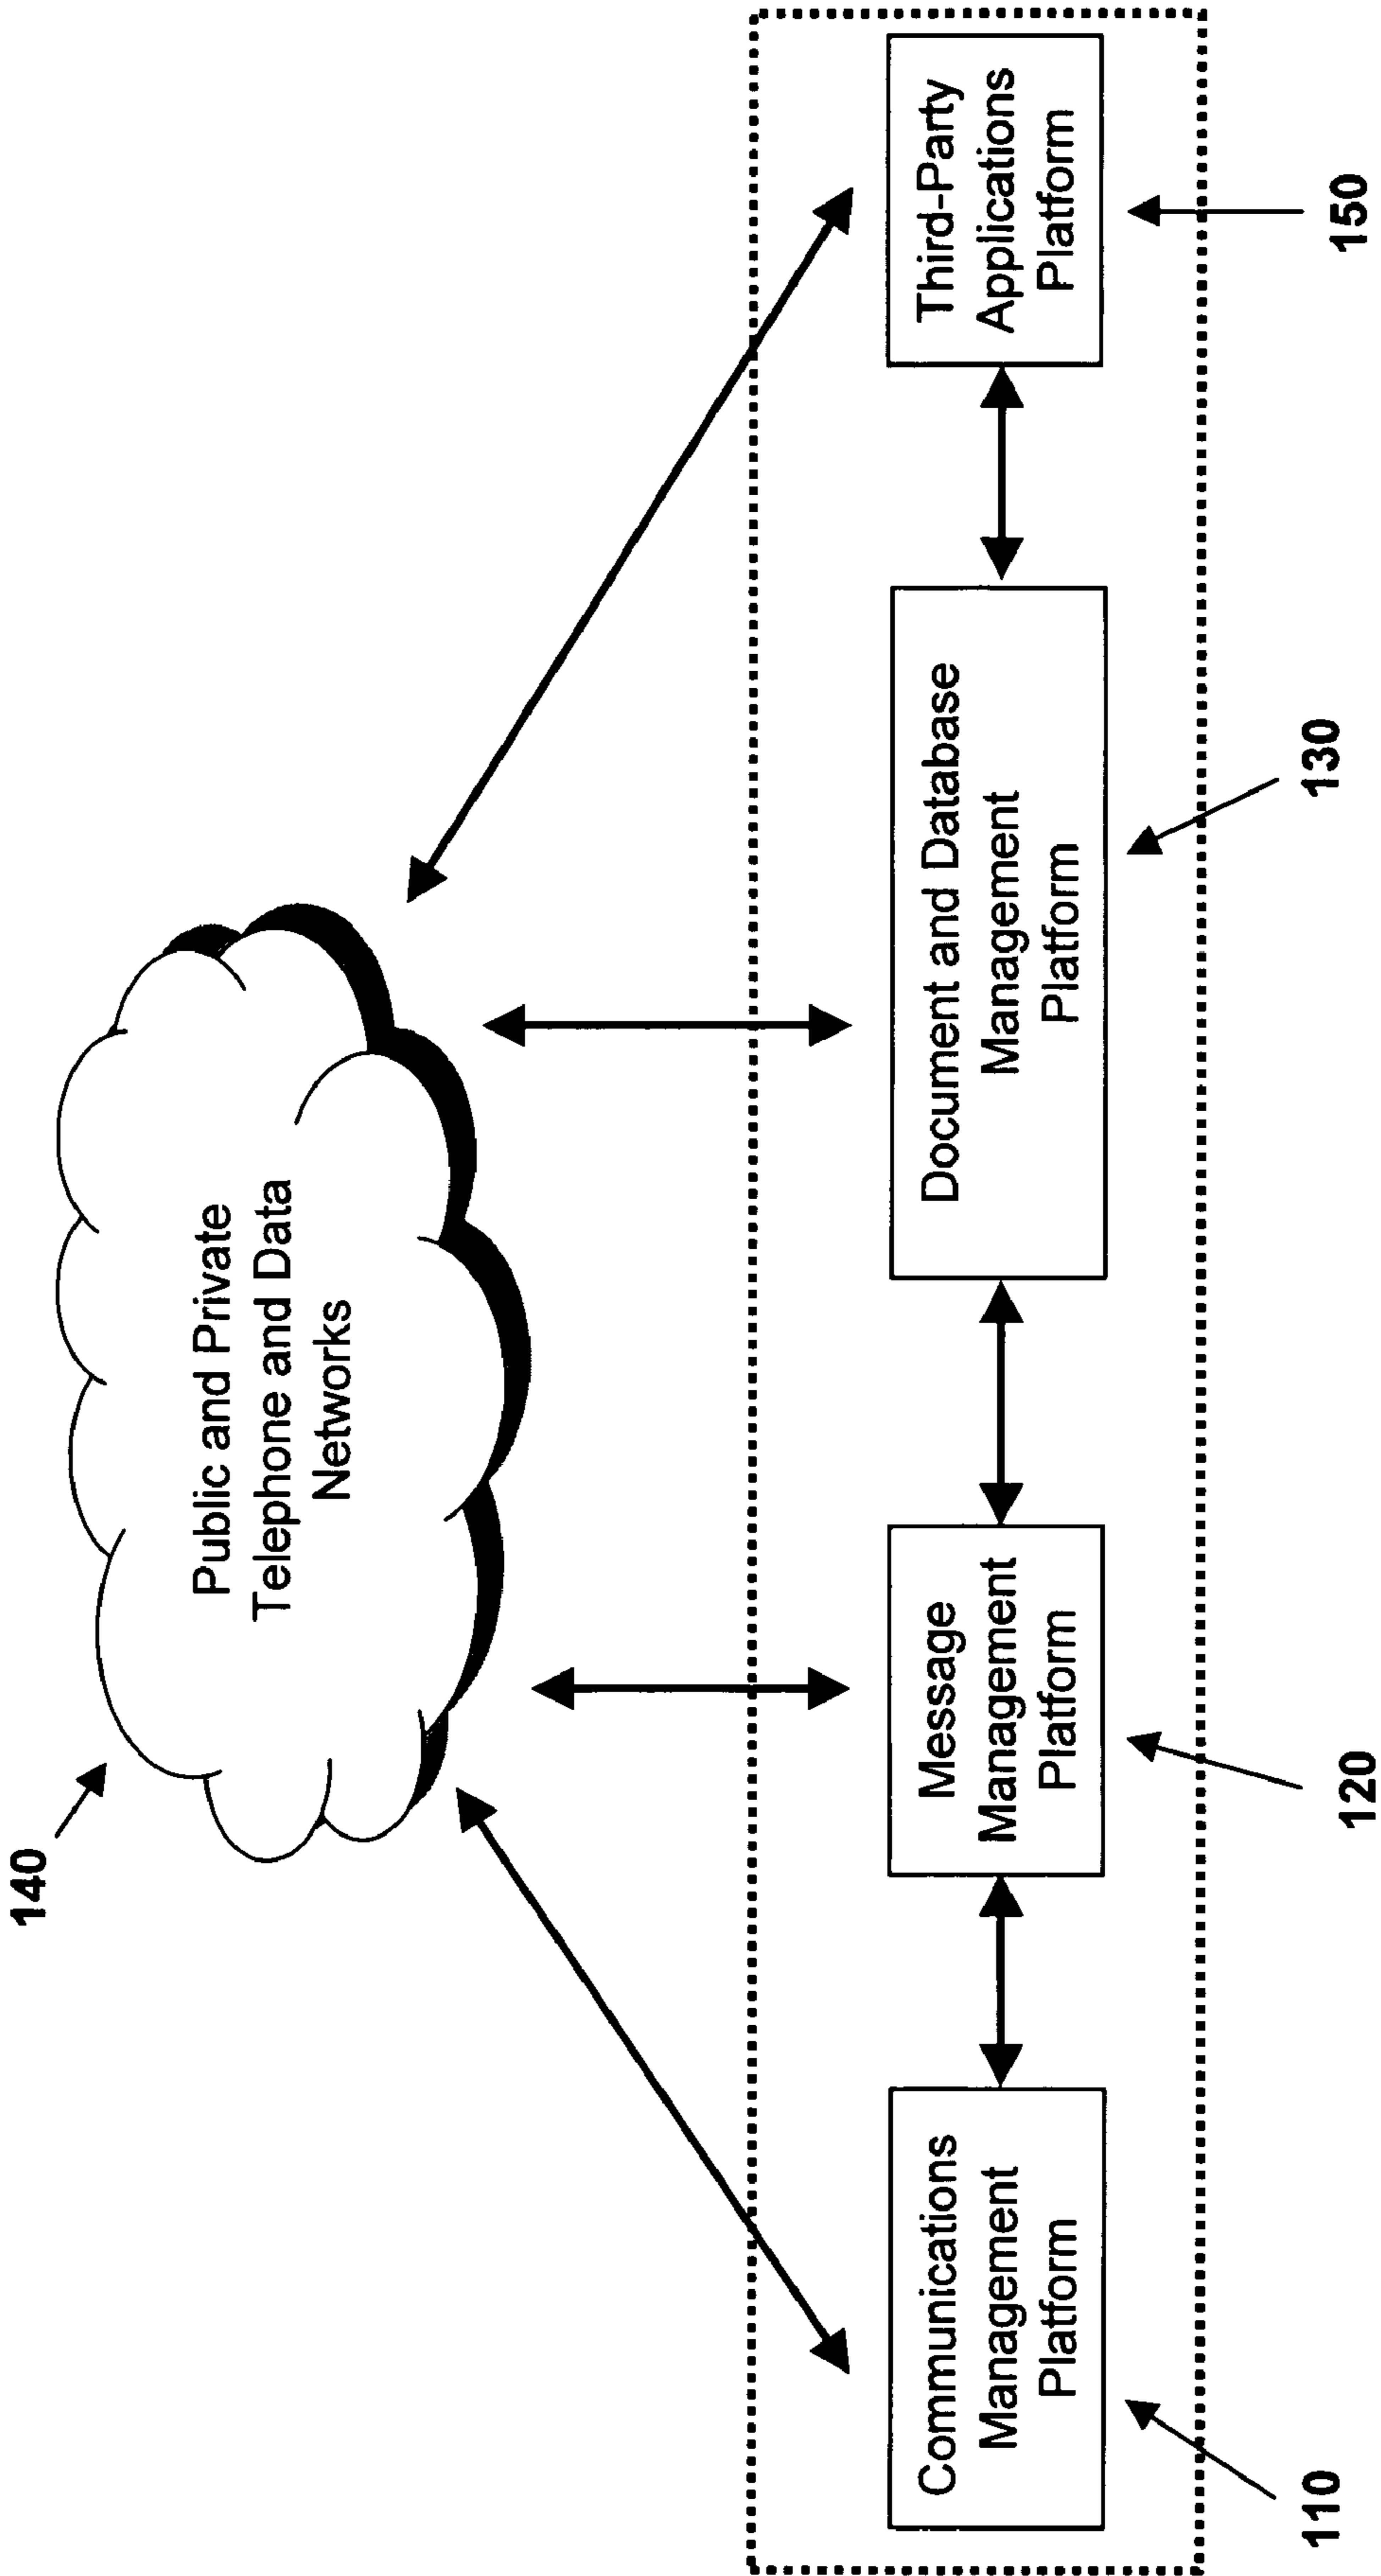 140
Public and Private
Telephone and Data
Networks
Communications
Management
Platform
Message
Management
Platform
Document and Database
Management
Platform
Third-Party
Applications
Platform
110
120
130
150